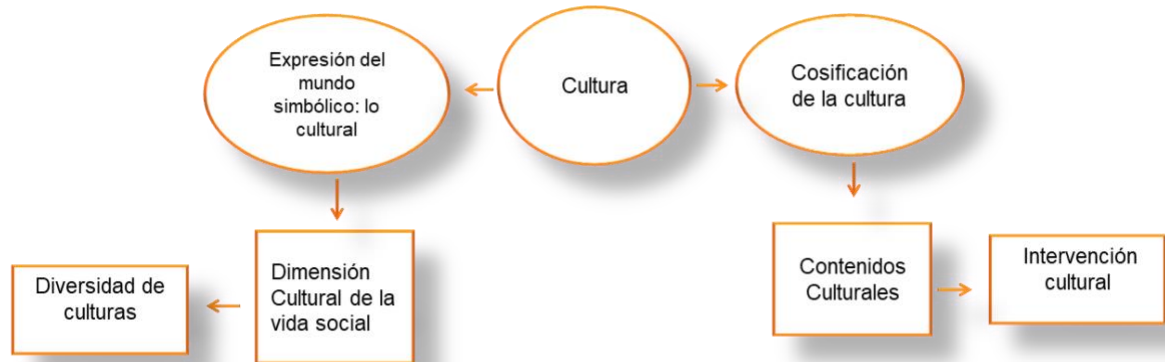 Expresión del
mundo
simbólico: lo
cultural
Cultura
Cosificación
de la cultura
Diversidad de
culturas
Dimensión
Cultural de la
vida social
Contenidos
Culturales
Intervención
cultural